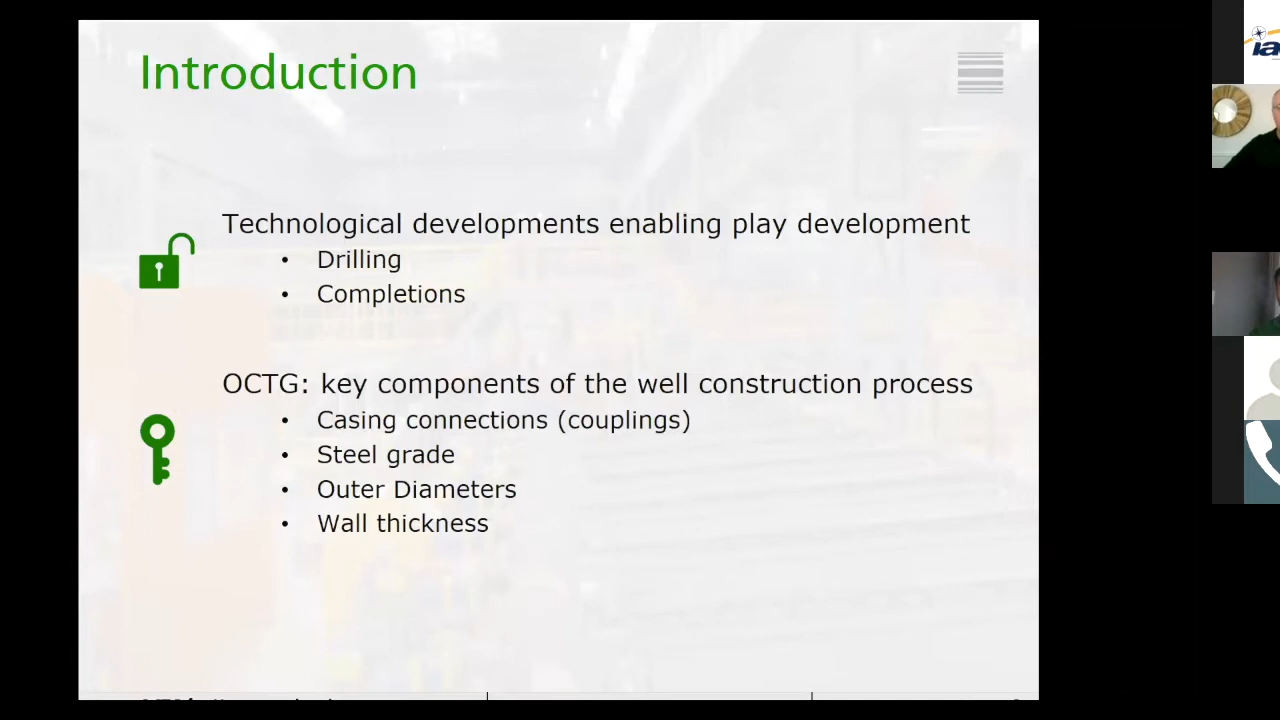 Introduction
Technological developments enabling play development
• Drilling
• Completions
OCTG: key components of the well construction process
• Casing connections (couplings)
• Steel grade
• Outer Diameters
• Wall thickness